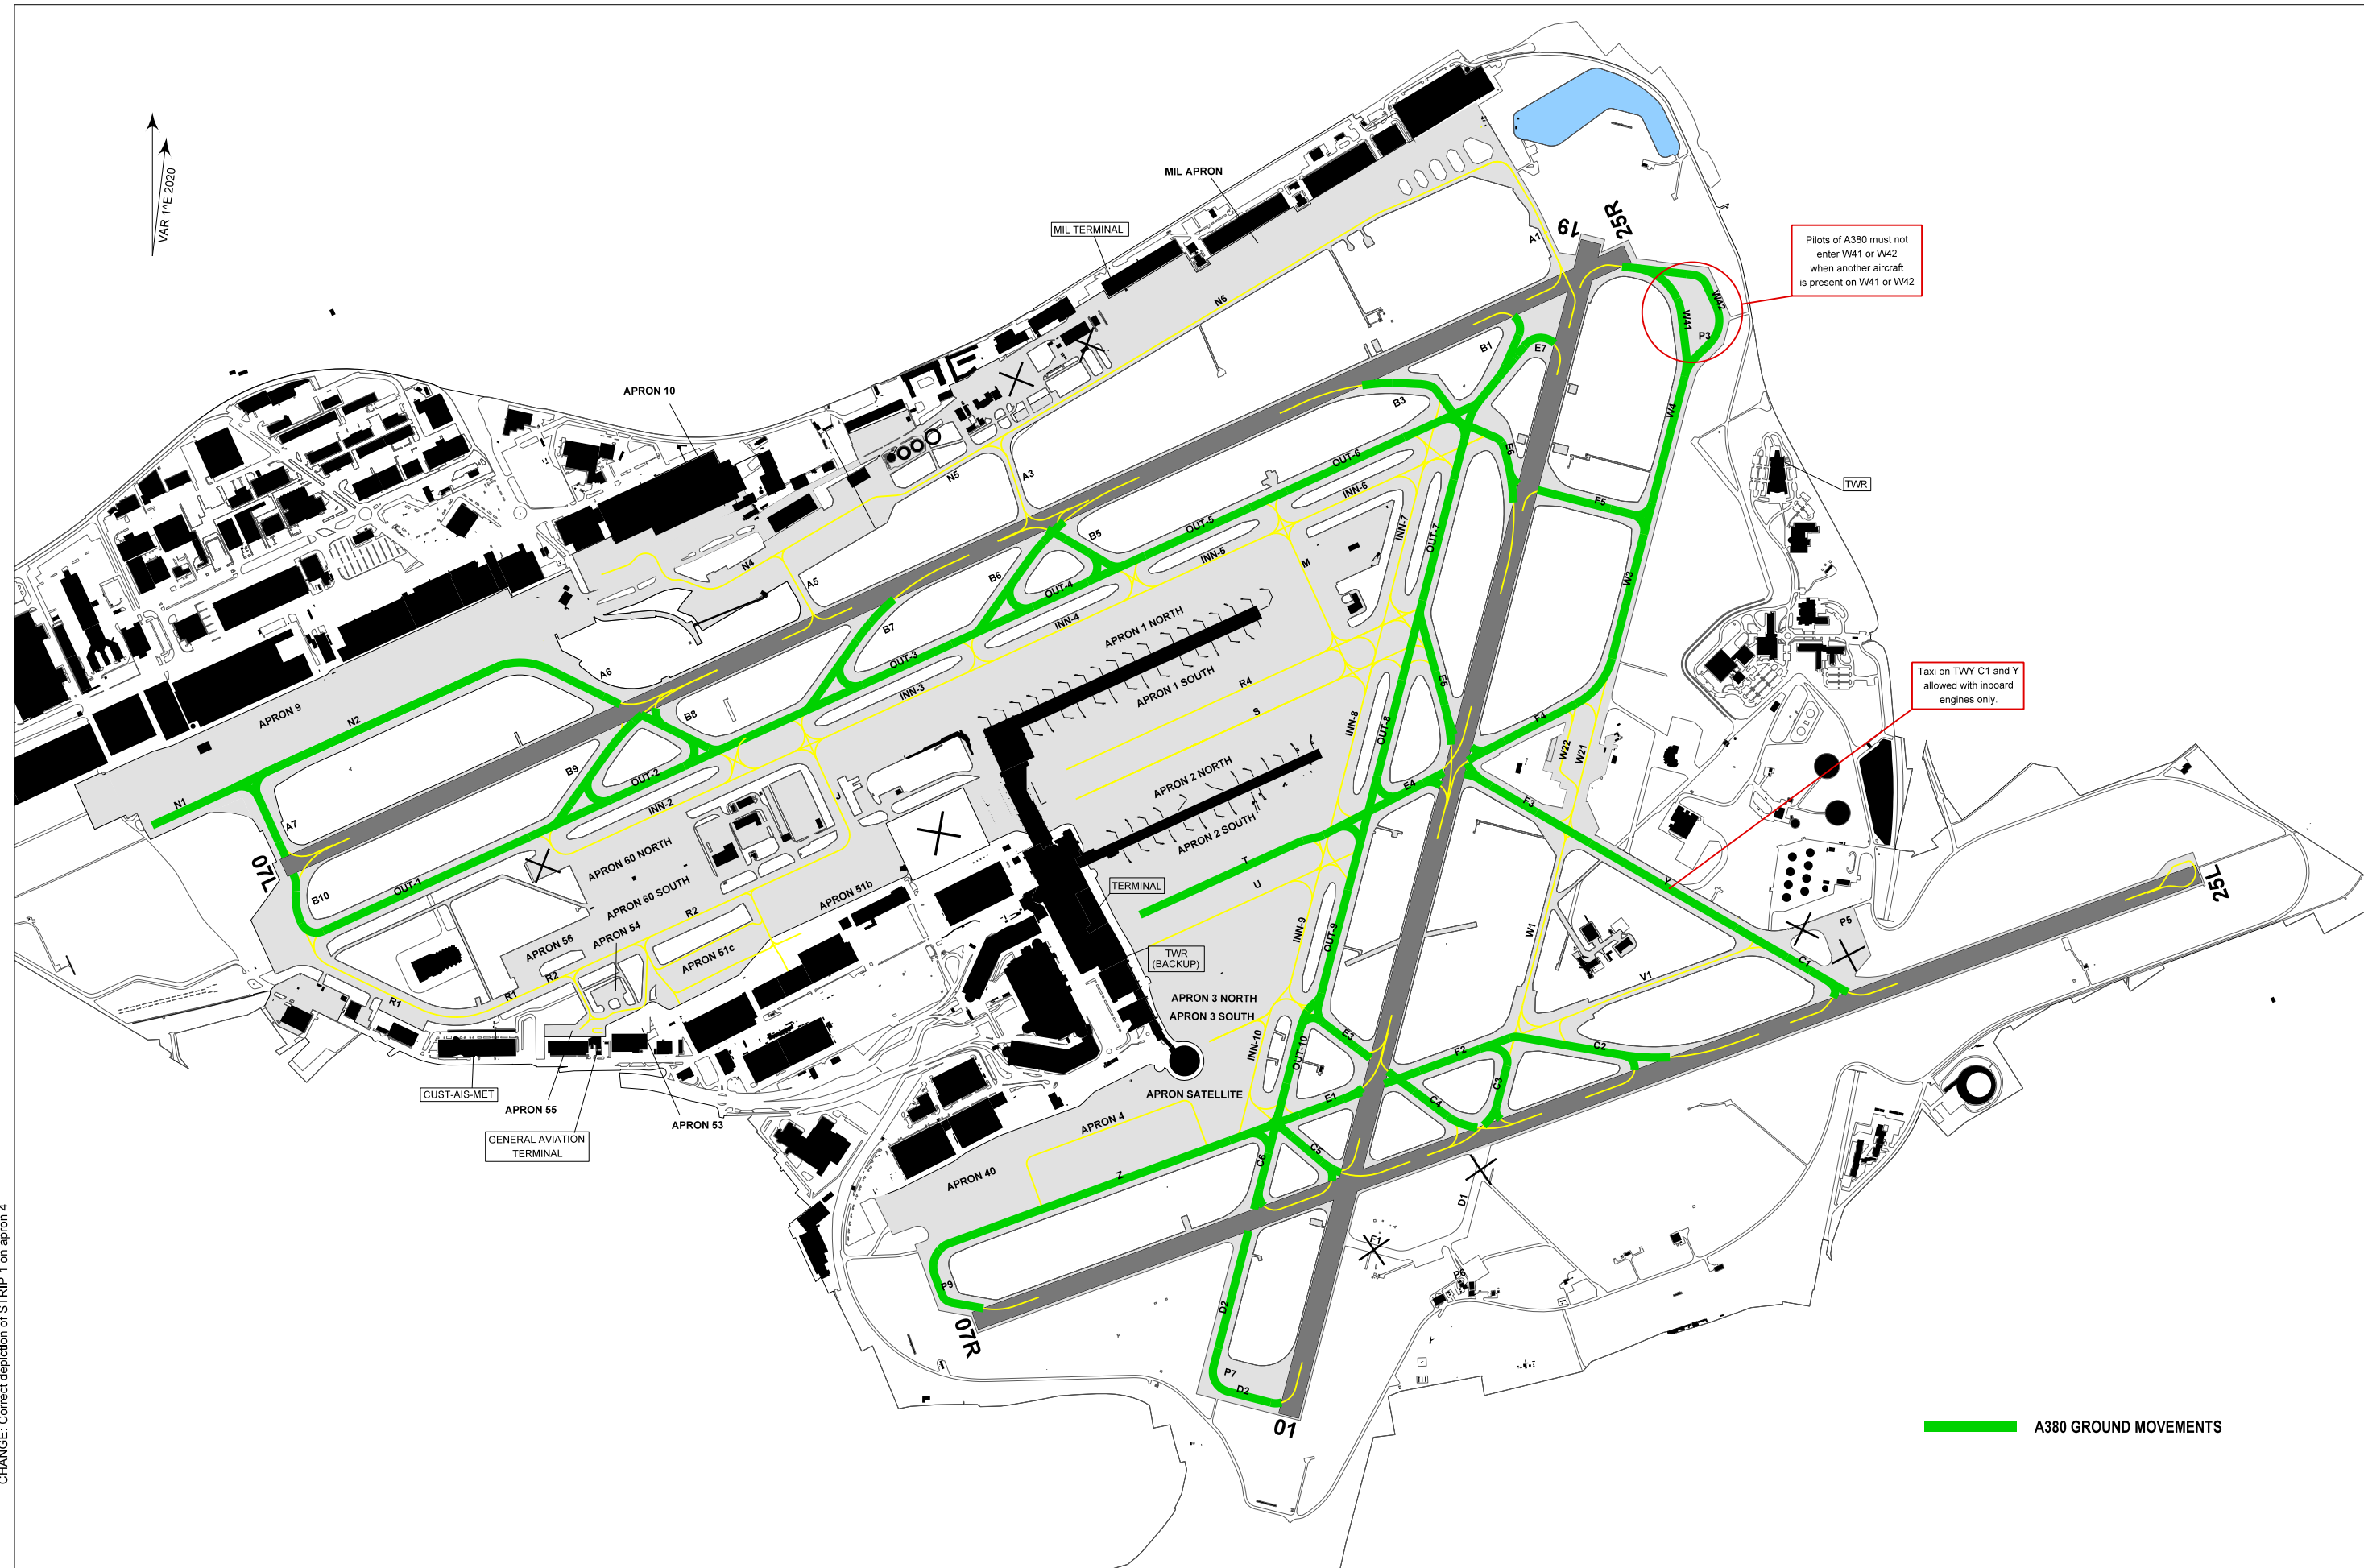 VAR 1^E 2020
MIL APRON
MIL TERMINAL
19
25R
A1
Pilots of A380 must not
enter W41 or W42
when another aircraft
is present on W41 or W42
W42
W41
P3
N6
B1
E7
APRON 10
B3
W4
E6
TWR
N5
A3
OUT-6
INN-6
F5
B5
OUT-5
INN-7
OUT-7
INN-5
M
N4
A5
B6
OUT-4
W3
INN-4
B7
APRON 1 NORTH
OUT-3
A6
APRON 1 SOUTH
R4
E5
INN-3
Taxi on TWY C1 and Y
allowed with inboard
engines only.
APRON 9
N2
B8
S
INN-8
OUT-8
F4
W22
W21
B9
OUT-2
APRON 2 NORTH
E4
N1
INN-2
J
F3
A7
APRON 2 SOUTH
07L
APRON 60 NORTH
T
U
Y
B10
OUT-1
APRON 60 SOUTH
APRON 51b
TERMINAL
25L
R2
APRON 54
INN-9
OUT-9
W1
P5
APRON 56
APRON 51c
TWR
(BACKUP)
C1
R2
V1
R1
R1
APRON 3 NORTH
APRON 3 SOUTH
INN-10
OUT-10
E3
F2
C2
CUST-AIS-MET
APRON 55
APRON 53
APRON SATELLITE
E1
C3
C4
GENERAL AVIATION
TERMINAL
APRON 4
C5
C6
APRON 40
Z
D1
F1
P6
P9
07R
D2
P7
D2
01
A380 GROUND MOVEMENTS
CHANGE: Correct depiction of STRIP 1 on apron 4